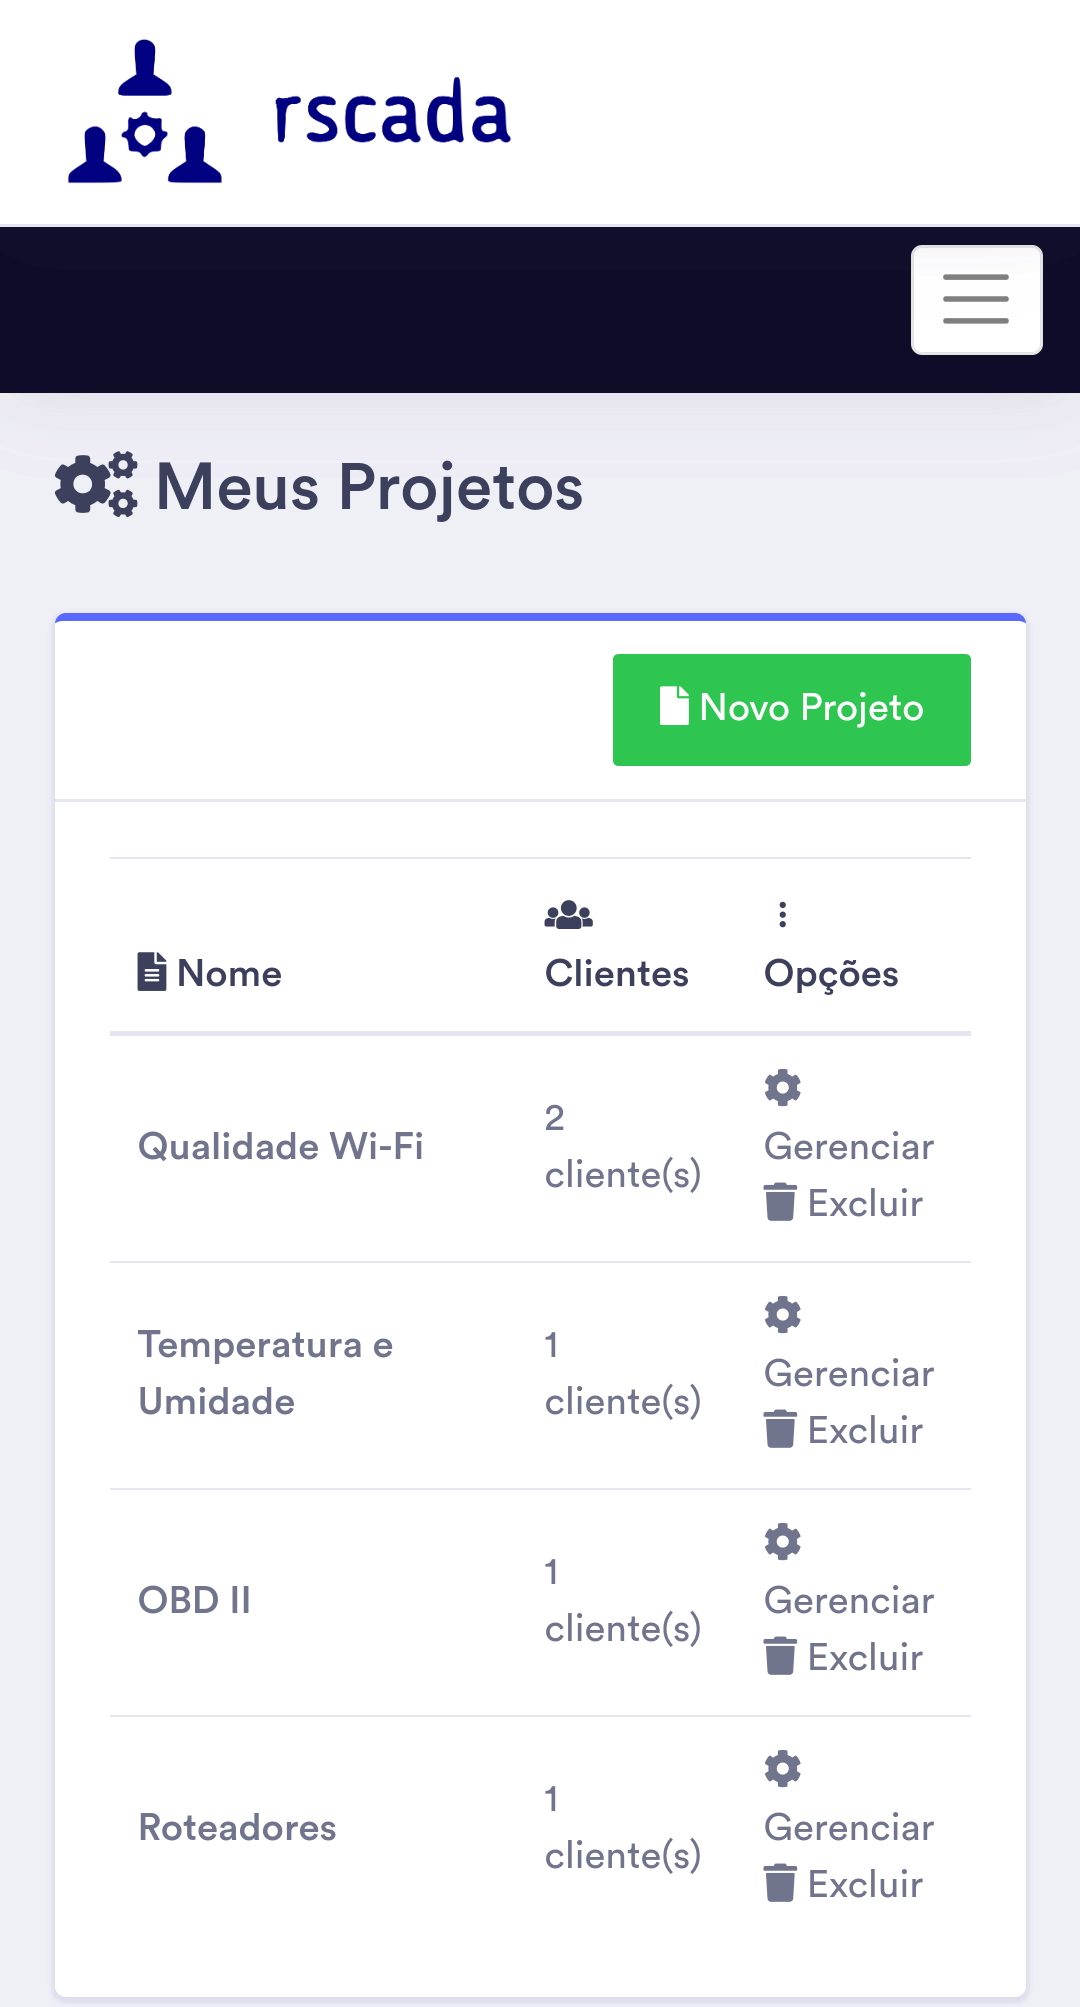 rscada
Meus Projetos
Novo Projeto
Nome
Clientes
Opções
Qualidade Wi-Fi
2
cliente(s)
Gerenciar
Excluir
Temperatura e
Umidade
1
cliente(s)
Gerenciar
Excluir
OBD II
1
cliente(s)
Gerenciar
Excluir
Roteadores
1
cliente(s)
Gerenciar
Excluir